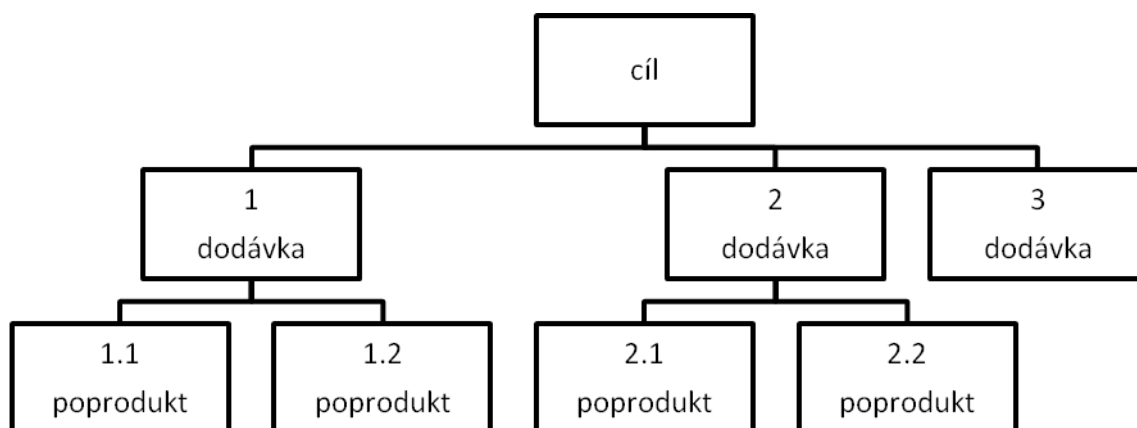 cíl
1
dodávka
2
dodávka
3
dodávka
1.1
poprodukt
1.2
poprodukt
2.1
poprodukt
2.2
poprodukt